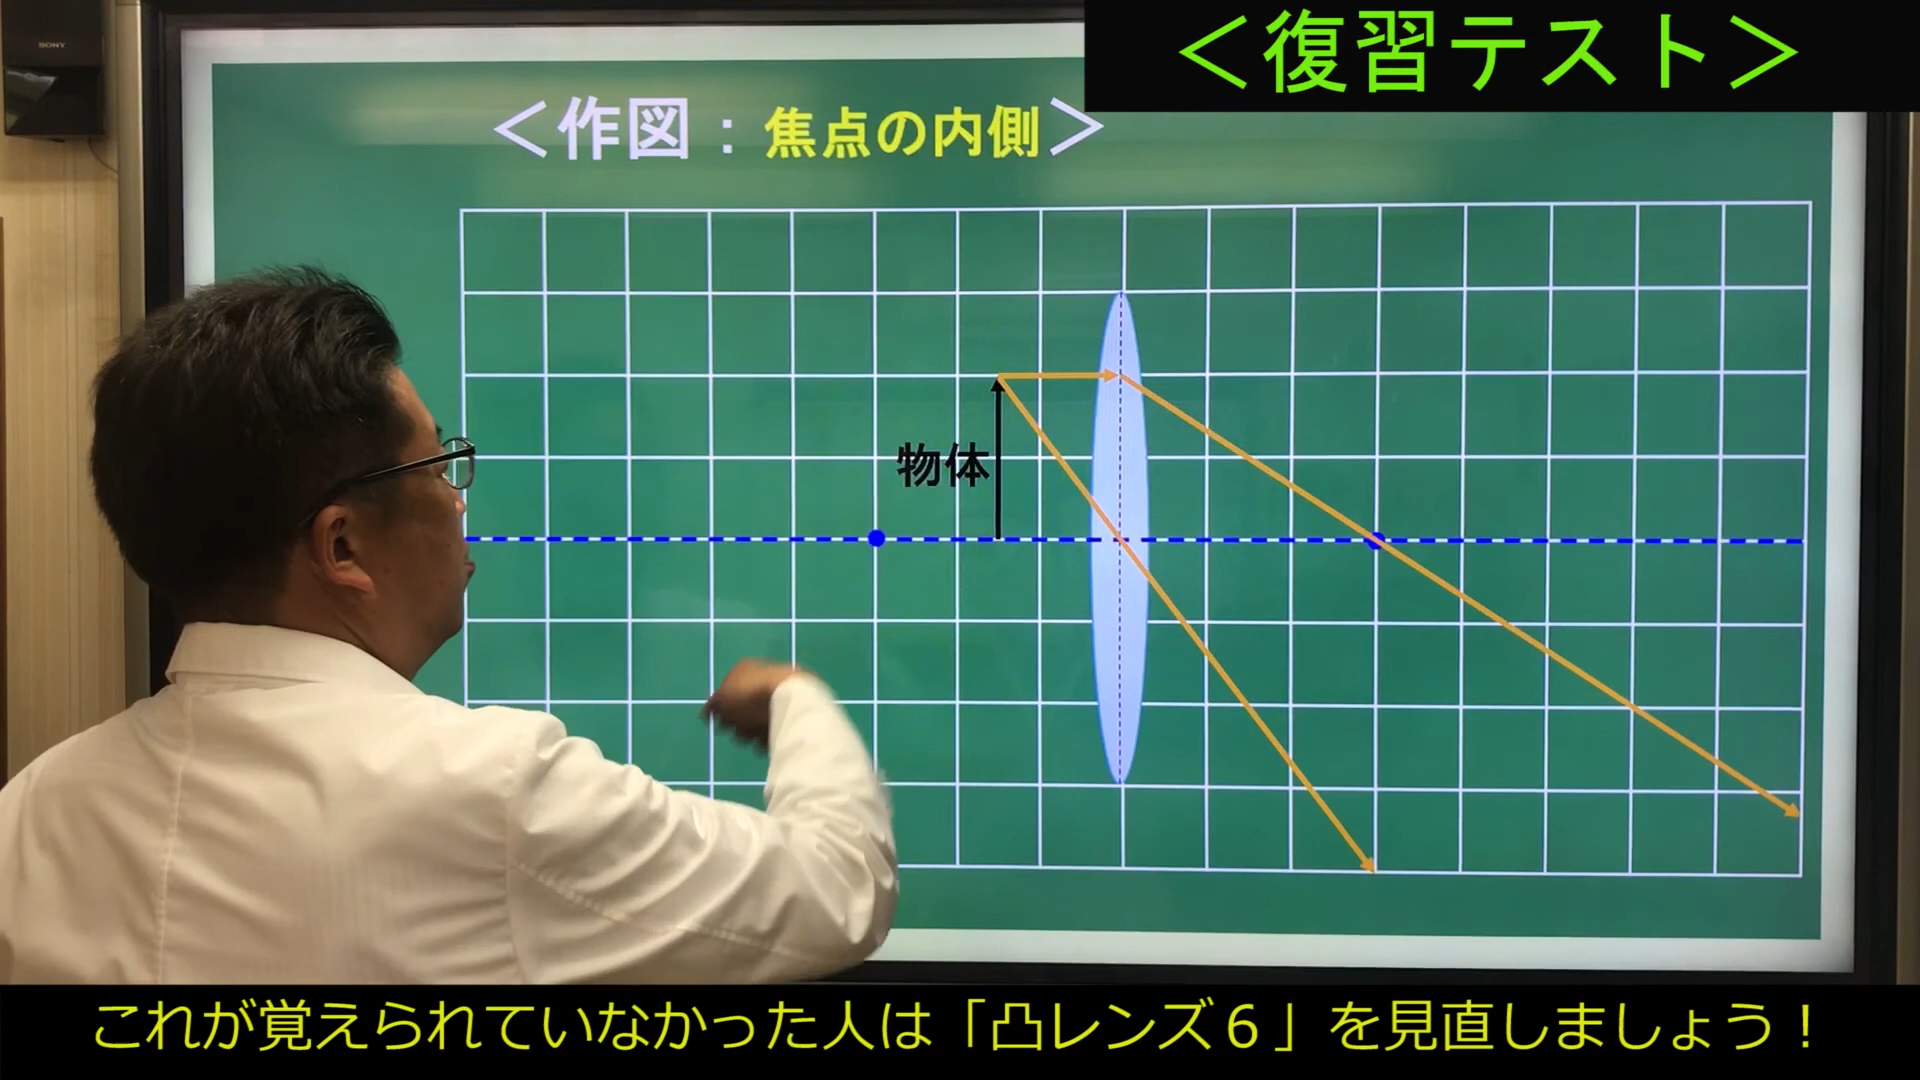 SONY
＜復習テスト＞
＜作図：焦点の内側＞
物体
これが覚えられていなかった人は「凸レンズ６」を見直しましょう！